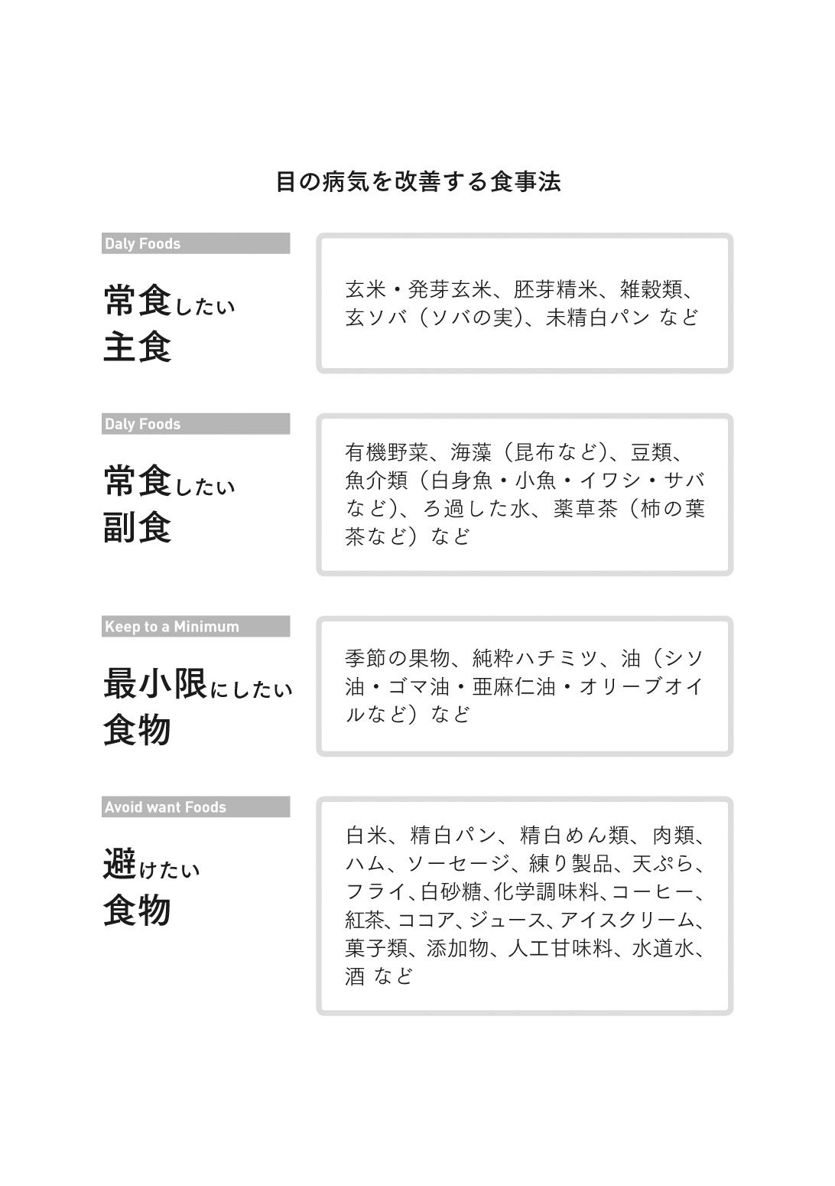 目の病気を改善する食事法
Daly Foods
常食したい
主食
玄米・発芽玄米、胚芽精米、雑穀類、
玄ソバ（ソバの実）、未精白パン など
Daly Foods
常食したい
副食
有機野菜、海藻（昆布など）、豆類、
魚介類（白身魚・小魚・イワシ・サバ
など）、ろ過した水、薬草茶（柿の葉
茶など）など
Keep to a Minimum
最小限にしたい
食物
季節の果物、純粋ハチミツ、油（シソ
油・ゴマ油・亜麻仁油・オリーブオイ
ルなど）など
Avoid want Foods
避けたい
食物
白米、精白パン、精白めん類、肉類、
ハム、ソーセージ、練り製品、天ぷら、
フライ、白砂糖、化学調味料、コーヒー、
紅茶、ココア、ジュース、アイスクリーム、
菓子類、添加物、人工甘味料、水道水、
酒 など